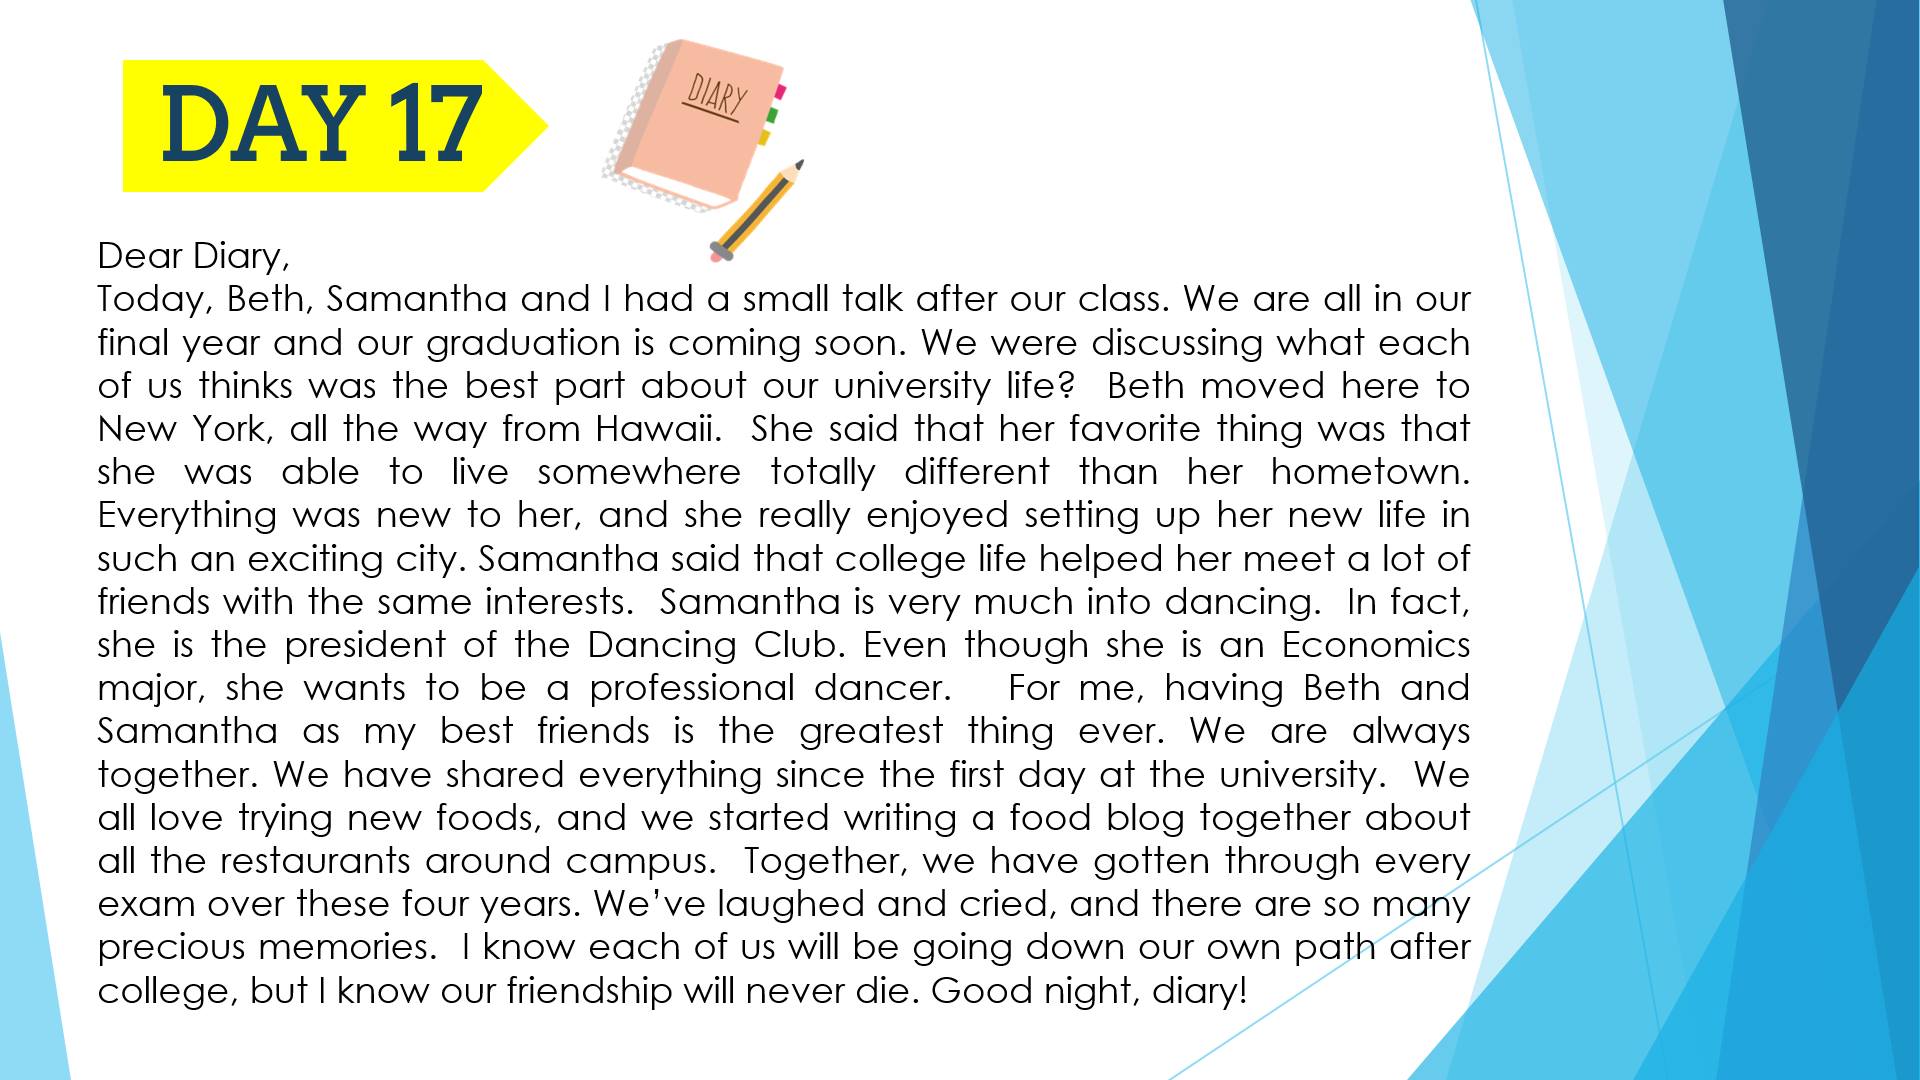 DAY 17
DIARY
Dear Diary,
Today, Beth, Samantha and I had a small talk after our class. We are all in our
final year and our graduation is coming soon. We were discussing what each
of us thinks was the best part about our university life?  Beth moved here to
New York, all the way from Hawaii.  She said that her favorite thing was that
she was able to live somewhere totally different than her hometown.
Everything was new to her, and she really enjoyed setting up her new life in
such an exciting city. Samantha said that college life helped her meet a lot of
friends with the same interests.  Samantha is very much into dancing.  In fact,
she is the president of the Dancing Club. Even though she is an Economics
major, she wants to be a professional dancer.   For me, having Beth and
Samantha as my best friends is the greatest thing ever. We are always
together. We have shared everything since the first day at the university.  We
all love trying new foods, and we started writing a food blog together about
all the restaurants around campus.  Together, we have gotten through every
exam over these four years. We’ve laughed and cried, and there are so many
precious memories.  I know each of us will be going down our own path after
college, but I know our friendship will never die. Good night, diary!